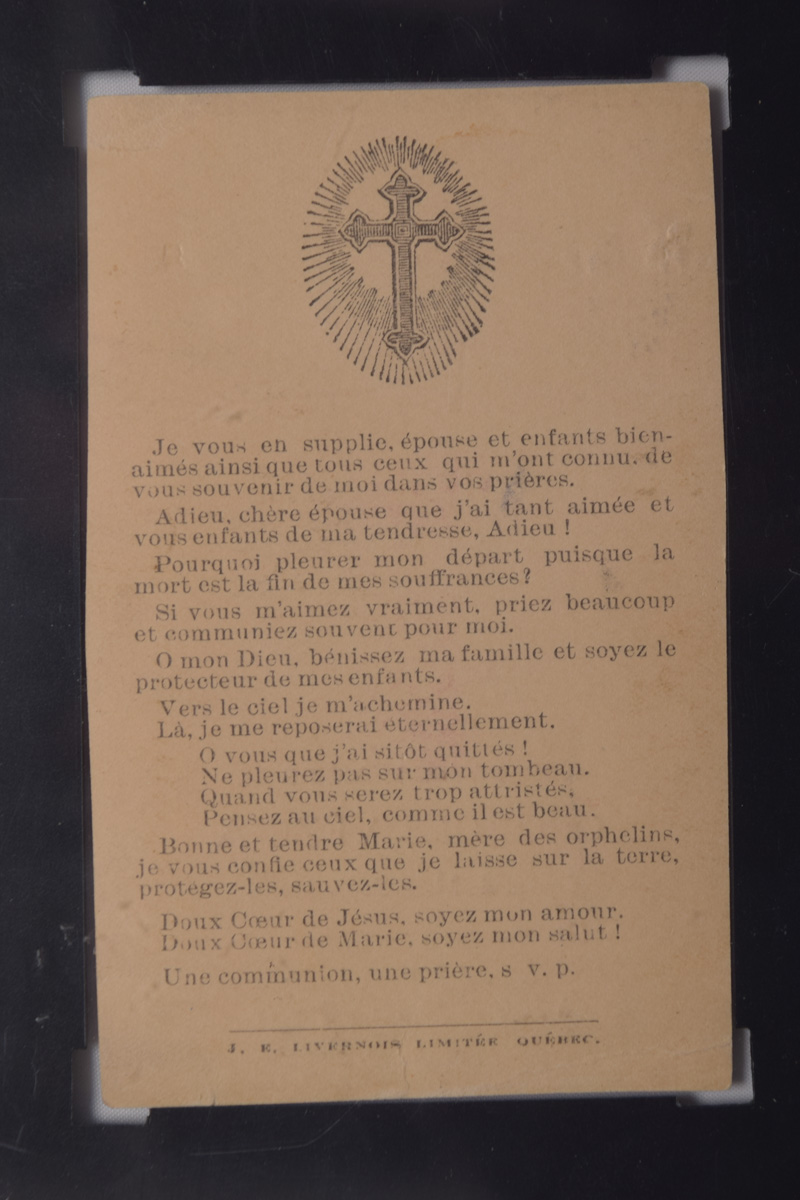 Je vous en supplie, épouse et enfants bien-
aimés ainsi que tous ceux qui m'ont connu, de
vous souvenir de moi dans vos prières.
Adieu, chère épouse que j'ai tant aimée et
vous enfants de ma tendresse, Adieu !
Pourquoi pleurer mon départ puisque la
mort est la fin de mes souffrances?
Si vous m'aimez vraiment, priez beaucoup
et communiez souvent pour moi.
O mon Dieu, bénissez ma famille et soyez le
protecteur de mes enfants.
Vers le ciel je m'achemine.
Là, je me reposerai éternellement.
O vous que j'ai sitôt quittés !
Ne pleurez pas sur mon tombeau.
Quand vous serez trop attristés,
Pensez au ciel, comme il est beau.
Bonne et tendre Marie, mère des orphelins,
je vous confie ceux que je laisse sur la terre,
protegez-les, sauvez-les.
Doux Cœur de Jésus, soyez mon amour.
Doux Cœur de Marie, soyez mon salut !
Une communion, une prière, s v. p.
J. E. LIVERNOIS LIMITÉE QUÉBEC.